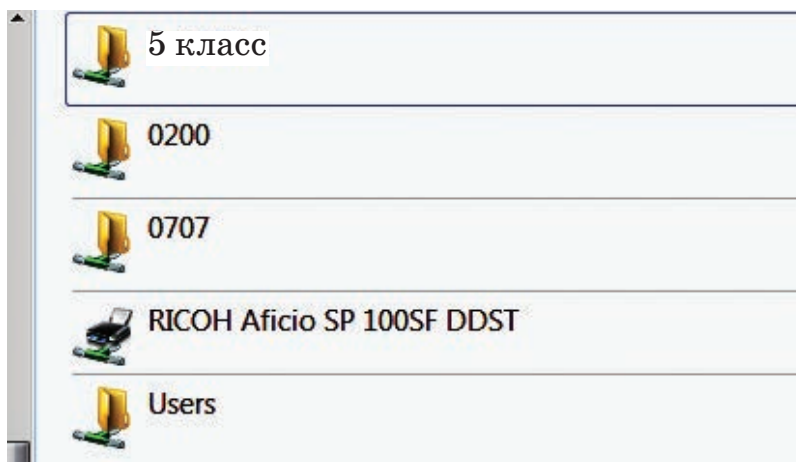 5 класс
0200
0707
RICOH Aficio SP 100SF DDST
Users